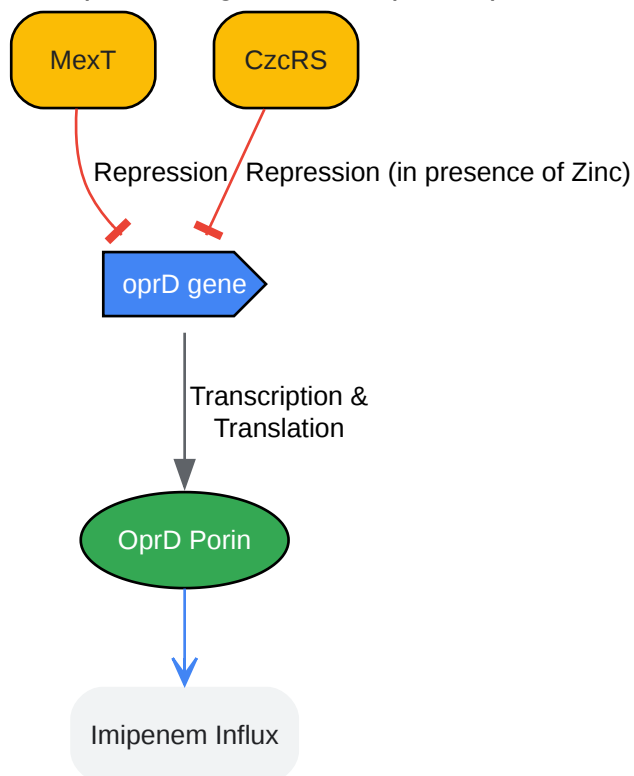 MexT
CzcRS
Repression
Repression (in presence of Zinc)
oprD gene
Transcription &
Translation
OprD Porin
Imipenem Influx